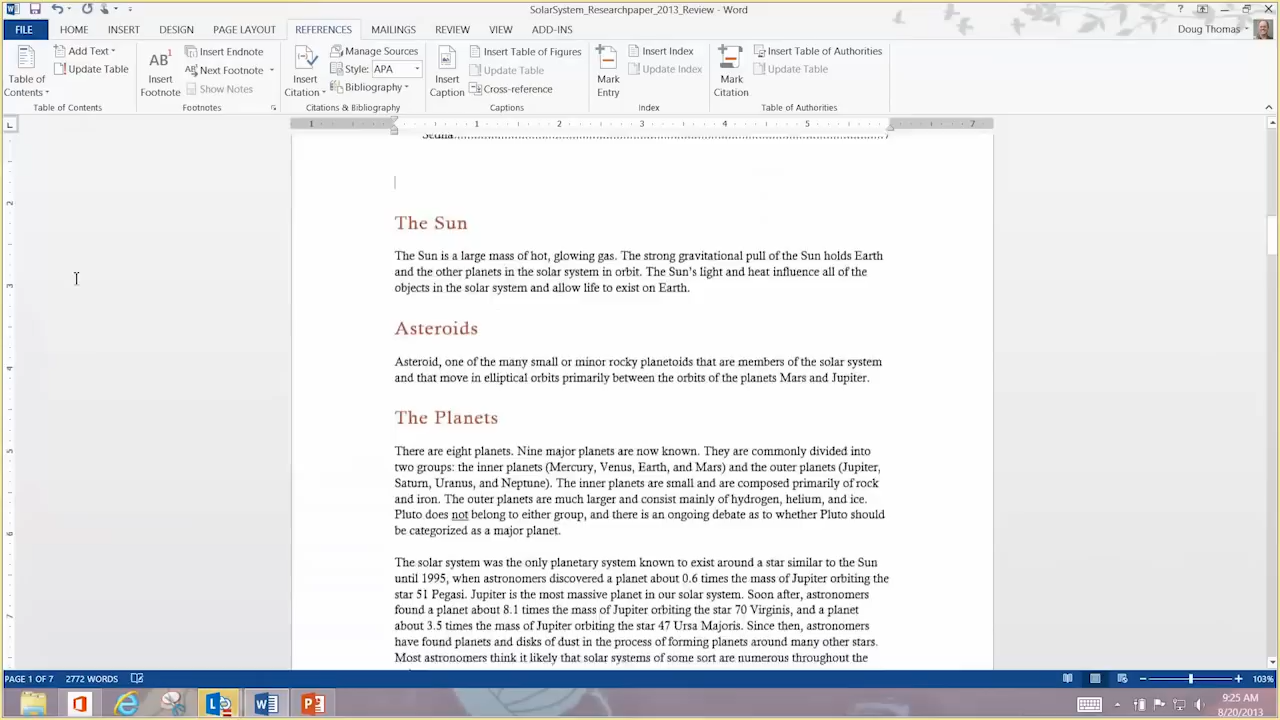 SolarSystem_Researchpaper_2013_Review - Word
FILE HOME INSERT DESIGN PAGE LAYOUT REFERENCES MAILINGS REVIEW VIEW ADD-INS Doug Thomas
Table of Contents
Add Text
Update Table
Table of Contents
AB1
Insert Footnote
Insert Endnote
Next Footnote
Show Notes
Footnotes
Insert Citation
Manage Sources
Style: APA
Bibliography
Citations & Bibliography
Insert Caption
Insert Table of Figures
Update Table
Cross-reference
Captions
Mark Entry
Insert Index
Update Index
Index
Mark Citation
Insert Table of Authorities
Update Table
Table of Authorities
1 1 2 3 4 5 7
2
3
4
5
6
7
Sedna 7
The Sun
The Sun is a large mass of hot, glowing gas. The strong gravitational pull of the Sun holds Earth
and the other planets in the solar system in orbit. The Sun's light and heat influence all of the
objects in the solar system and allow life to exist on Earth.
Asteroids
Asteroid, one of the many small or minor rocky planetoids that are members of the solar system
and that move in elliptical orbits primarily between the orbits of the planets Mars and Jupiter.
The Planets
There are eight planets. Nine major planets are now known. They are commonly divided into
two groups: the inner planets (Mercury, Venus, Earth, and Mars) and the outer planets (Jupiter,
Saturn, Uranus, and Neptune). The inner planets are small and are composed primarily of rock
and iron. The outer planets are much larger and consist mainly of hydrogen, helium, and ice.
Pluto does not belong to either group, and there is an ongoing debate as to whether Pluto should
be categorized as a major planet.
The solar system was the only planetary system known to exist around a star similar to the Sun
until 1995, when astronomers discovered a planet about 0.6 times the mass of Jupiter orbiting the
star 51 Pegasi. Jupiter is the most massive planet in our solar system. Soon after, astronomers
found a planet about 8.1 times the mass of Jupiter orbiting the star 70 Virginis, and a planet
about 3.5 times the mass of Jupiter orbiting the star 47 Ursa Majoris. Since then, astronomers
have found planets and disks of dust in the process of forming planets around many other stars.
Most astronomers think it likely that solar systems of some sort are numerous throughout the
PAGE 1 OF 7 2772 WORDS 103%
9:25 AM
8/20/2013